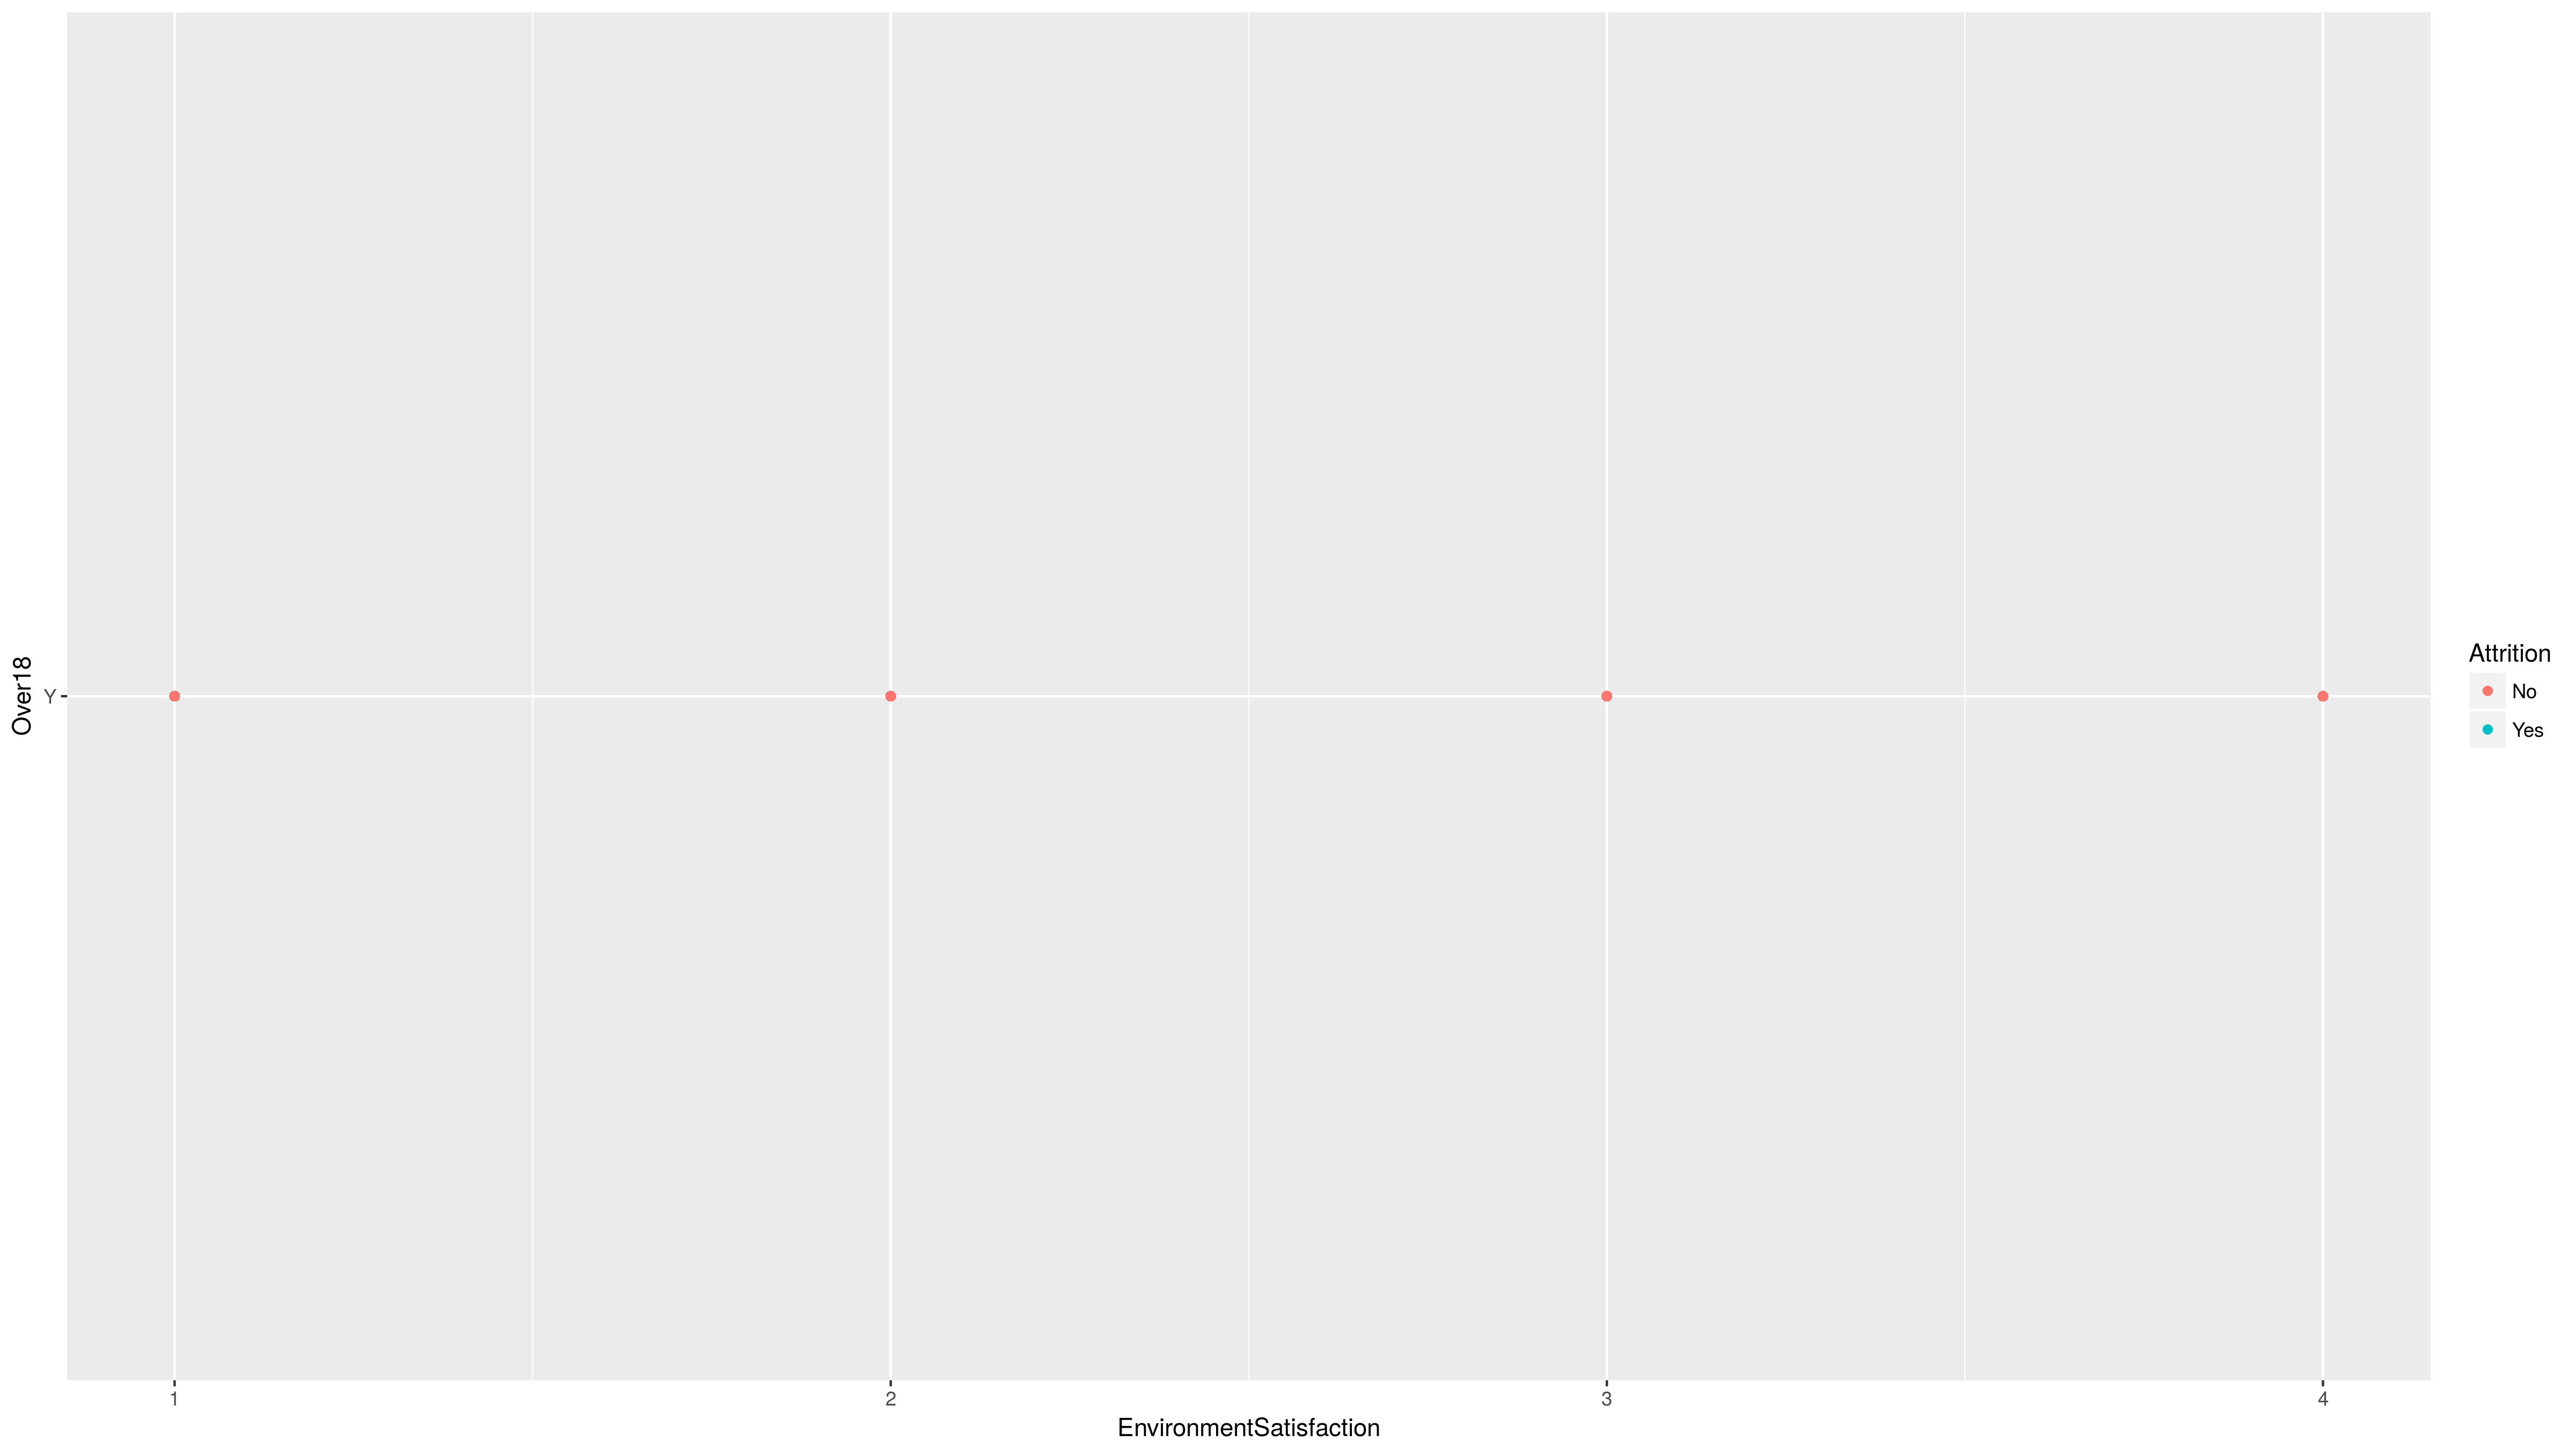 Over18
Y
1
2
3
4
EnvironmentSatisfaction
Attrition
No
Yes